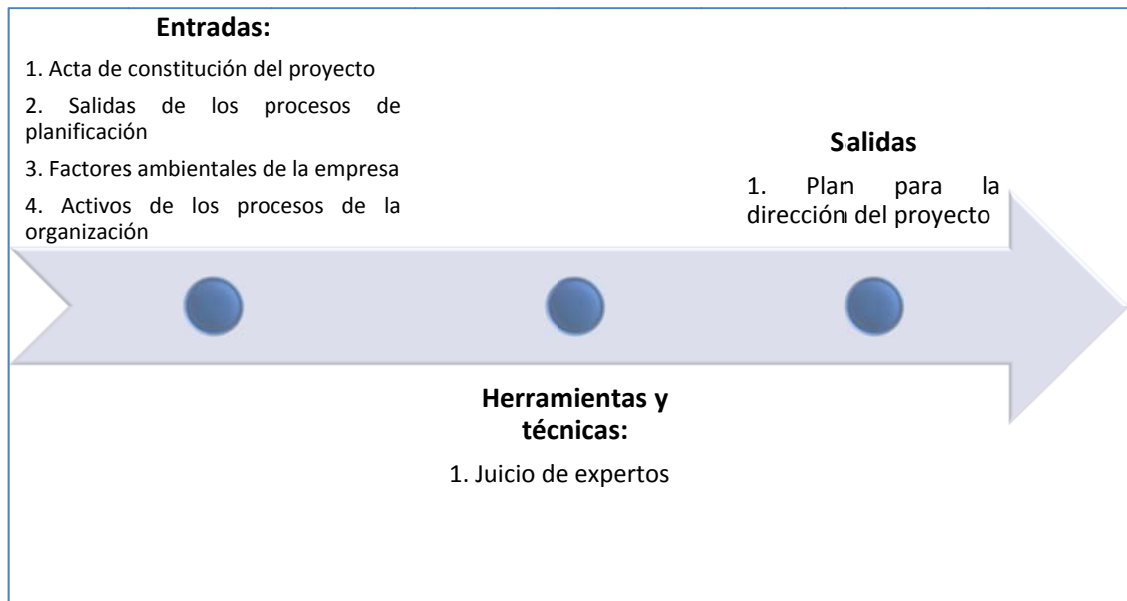 Entradas:
1. Acta de constitución del proyecto
2. Salidas de los procesos de
planificación
3. Factores ambientales de la empresa
4. Activos de los procesos de la
organización
Salidas
1. Plan para la
dirección del proyecto
Herramientas y
técnicas:
1. Juicio de expertos